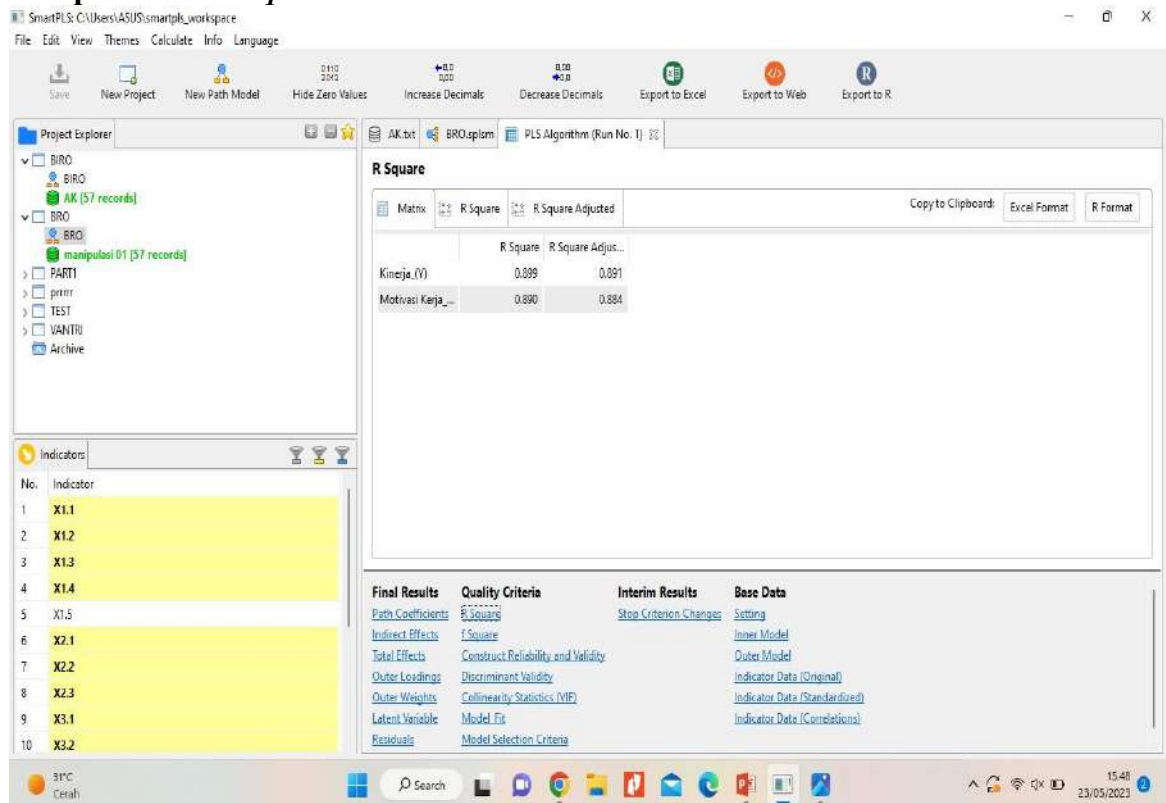 SmartPLS: C:\Users\ASUS\smartpls_workspace
File Edit View Themes Calculate Info Language
Save New Project New Path Model Hide Zero Values Increase Decimals Decrease Decimals Export to Excel Export to Web Export to R
Project Explorer
BIRO
BIRO
AK [57 records]
BRO
BRO
manipulasi 01 [57 records]
PART1
prrrrr
TEST
VANTRI
Archive
AK.txt BRO.splsm PLS Algorithm (Run No. 1)
R Square
Matrix R Square R Square Adjusted Copy to Clipboard: Excel Format R Format
R Square R Square Adjus...
Kinerja_(Y) 0.899 0.891
Motivasi Kerja_... 0.890 0.884
Indicators
No. Indicator
1 X1.1
2 X1.2
3 X1.3
4 X1.4
5 X1.5
6 X2.1
7 X2.2
8 X2.3
9 X3.1
10 X3.2
Final Results Quality Criteria Interim Results Base Data
Path Coefficients R Square Stop Criterion Changes Setting
Indirect Effects f Square Inner Model
Total Effects Construct Reliability and Validity Outer Model
Outer Loadings Discriminant Validity Indicator Data (Original)
Outer Weights Collinearity Statistics (VIF) Indicator Data (Standardized)
Latent Variable Model Fit Indicator Data (Correlations)
Residuals Model Selection Criteria
31°C
Cerah
Search
15.48
23/05/2023
2